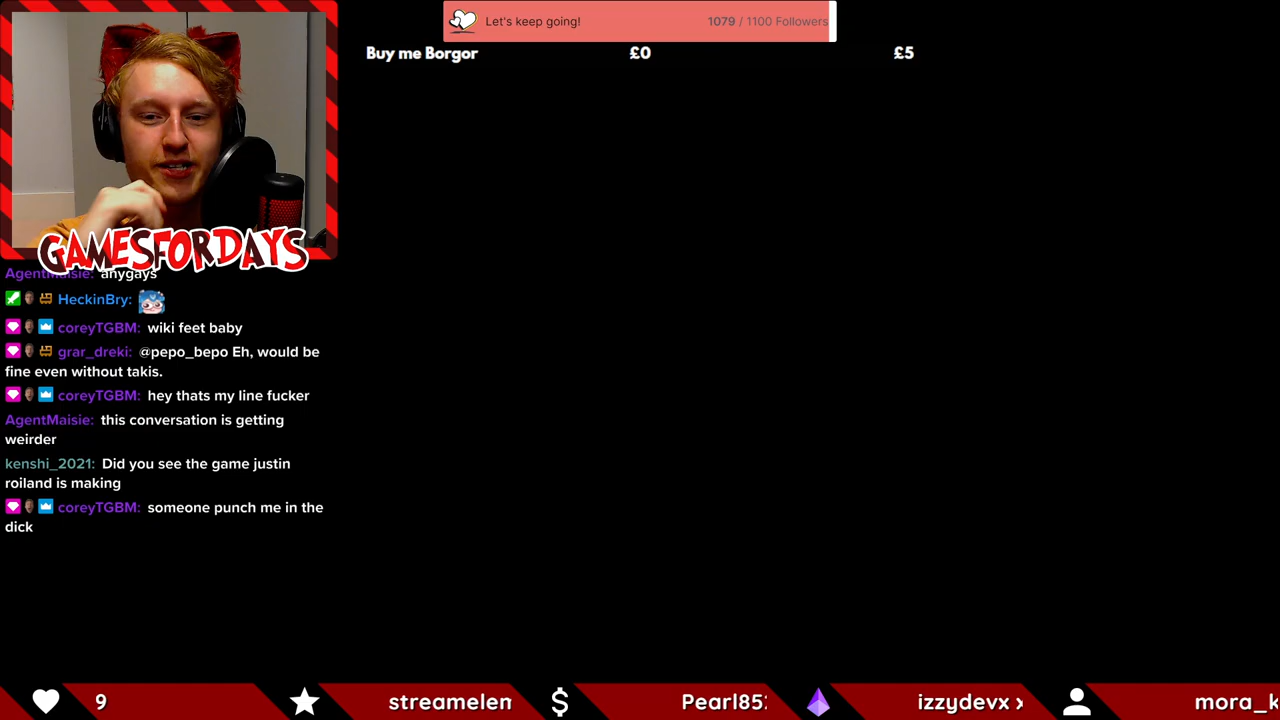 Let's keep going! 1079 / 1100 Followers
Buy me Borgor £0 £5
GAMESFORDAYS
AgentMaisie: anygays
HeckinBry:
coreyTGBM: wiki feet baby
grar_dreki: @pepo_bepo Eh, would be
fine even without takis.
coreyTGBM: hey thats my line fucker
AgentMaisie: this conversation is getting
weirder
kenshi_2021: Did you see the game justin
roiland is making
coreyTGBM: someone punch me in the
dick
9 streamelem Pearl85 izzydevx x mora_k